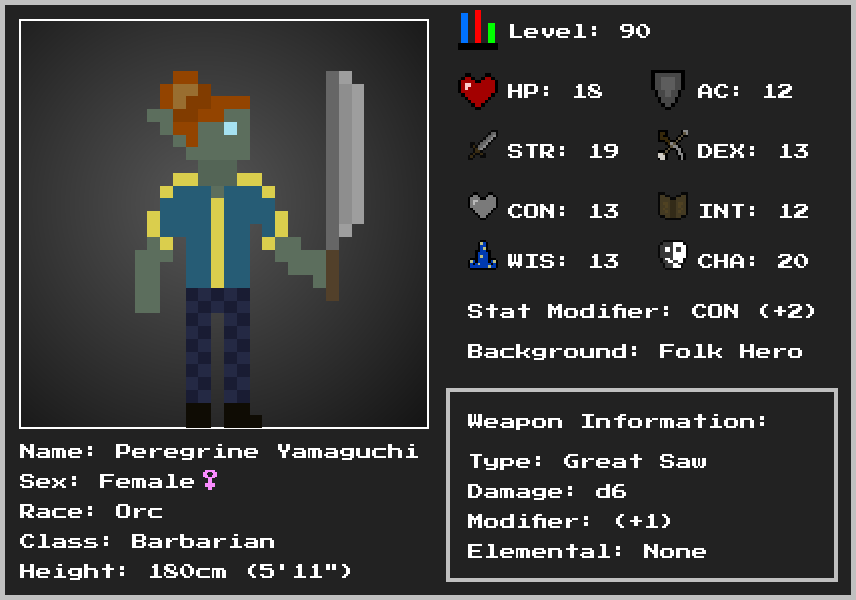 Level: 90
HP: 18 AC: 12
STR: 19 DEX: 13
CON: 13 INT: 12
WIS: 13 CHA: 20
Stat Modifier: CON (+2)
Background: Folk Hero
Weapon Information:
Type: Great Saw
Damage: d6
Modifier: (+1)
Elemental: None
Name: Peregrine Yamaguchi
Sex: Female♀
Race: Orc
Class: Barbarian
Height: 180cm (5'11")